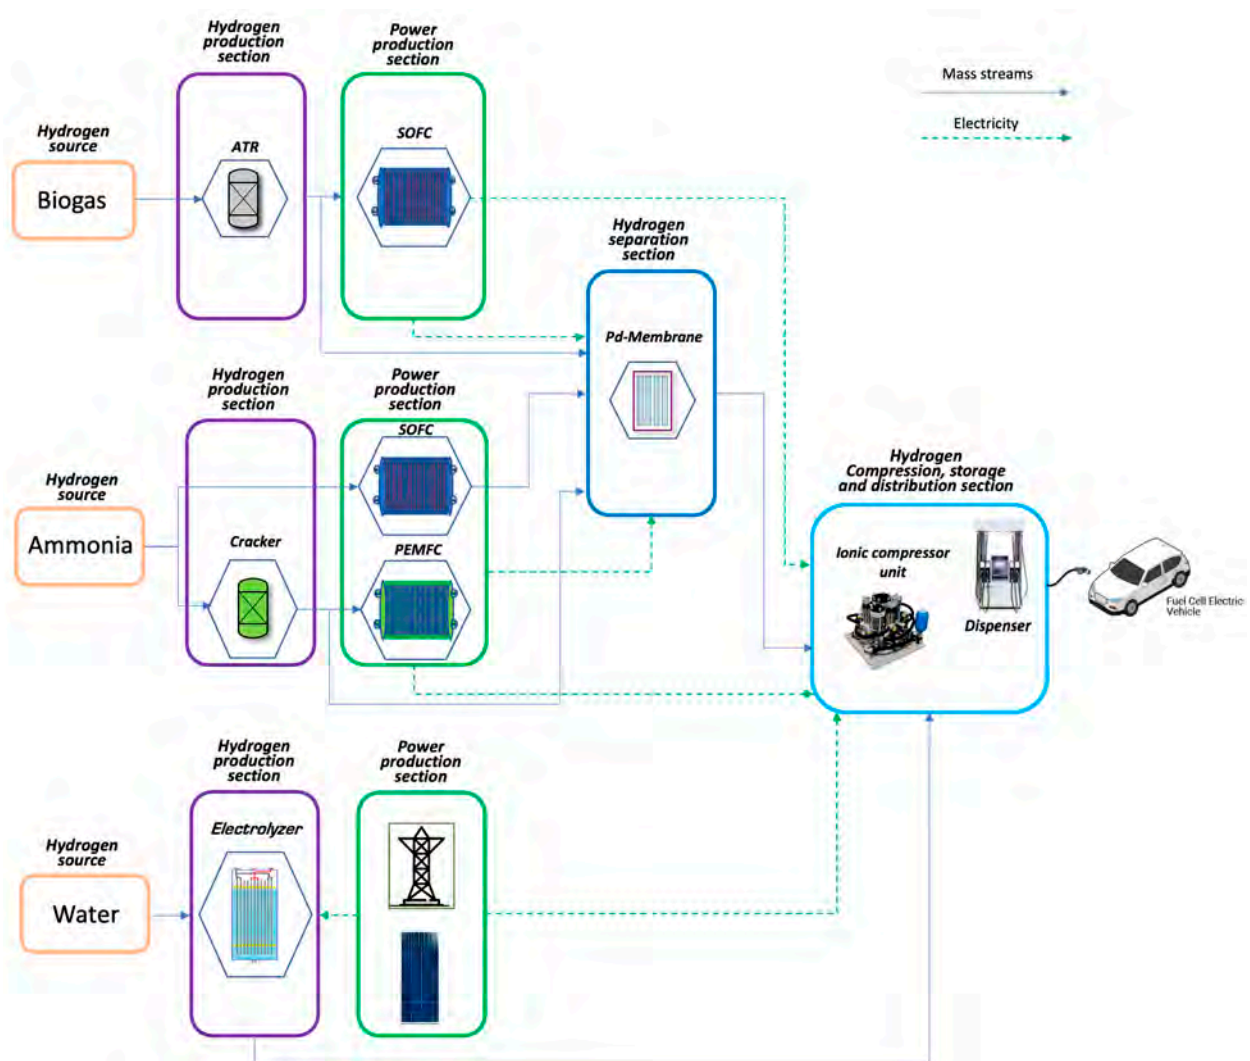 Hydrogen
production
section
Power
production
section
Mass streams
Electricity
Hydrogen
source
Biogas
ATR
SOFC
Hydrogen
separation
section
Pd-Membrane
Hydrogen
production
section
Power
production
section
SOFC
Hydrogen
source
Ammonia
Cracker
PEMFC
Hydrogen
Compression, storage
and distribution section
Ionic compressor
unit
Dispenser
Fuel Cell Electric
Vehicle
Hydrogen
production
section
Power
production
section
Hydrogen
source
Water
Electrolyzer